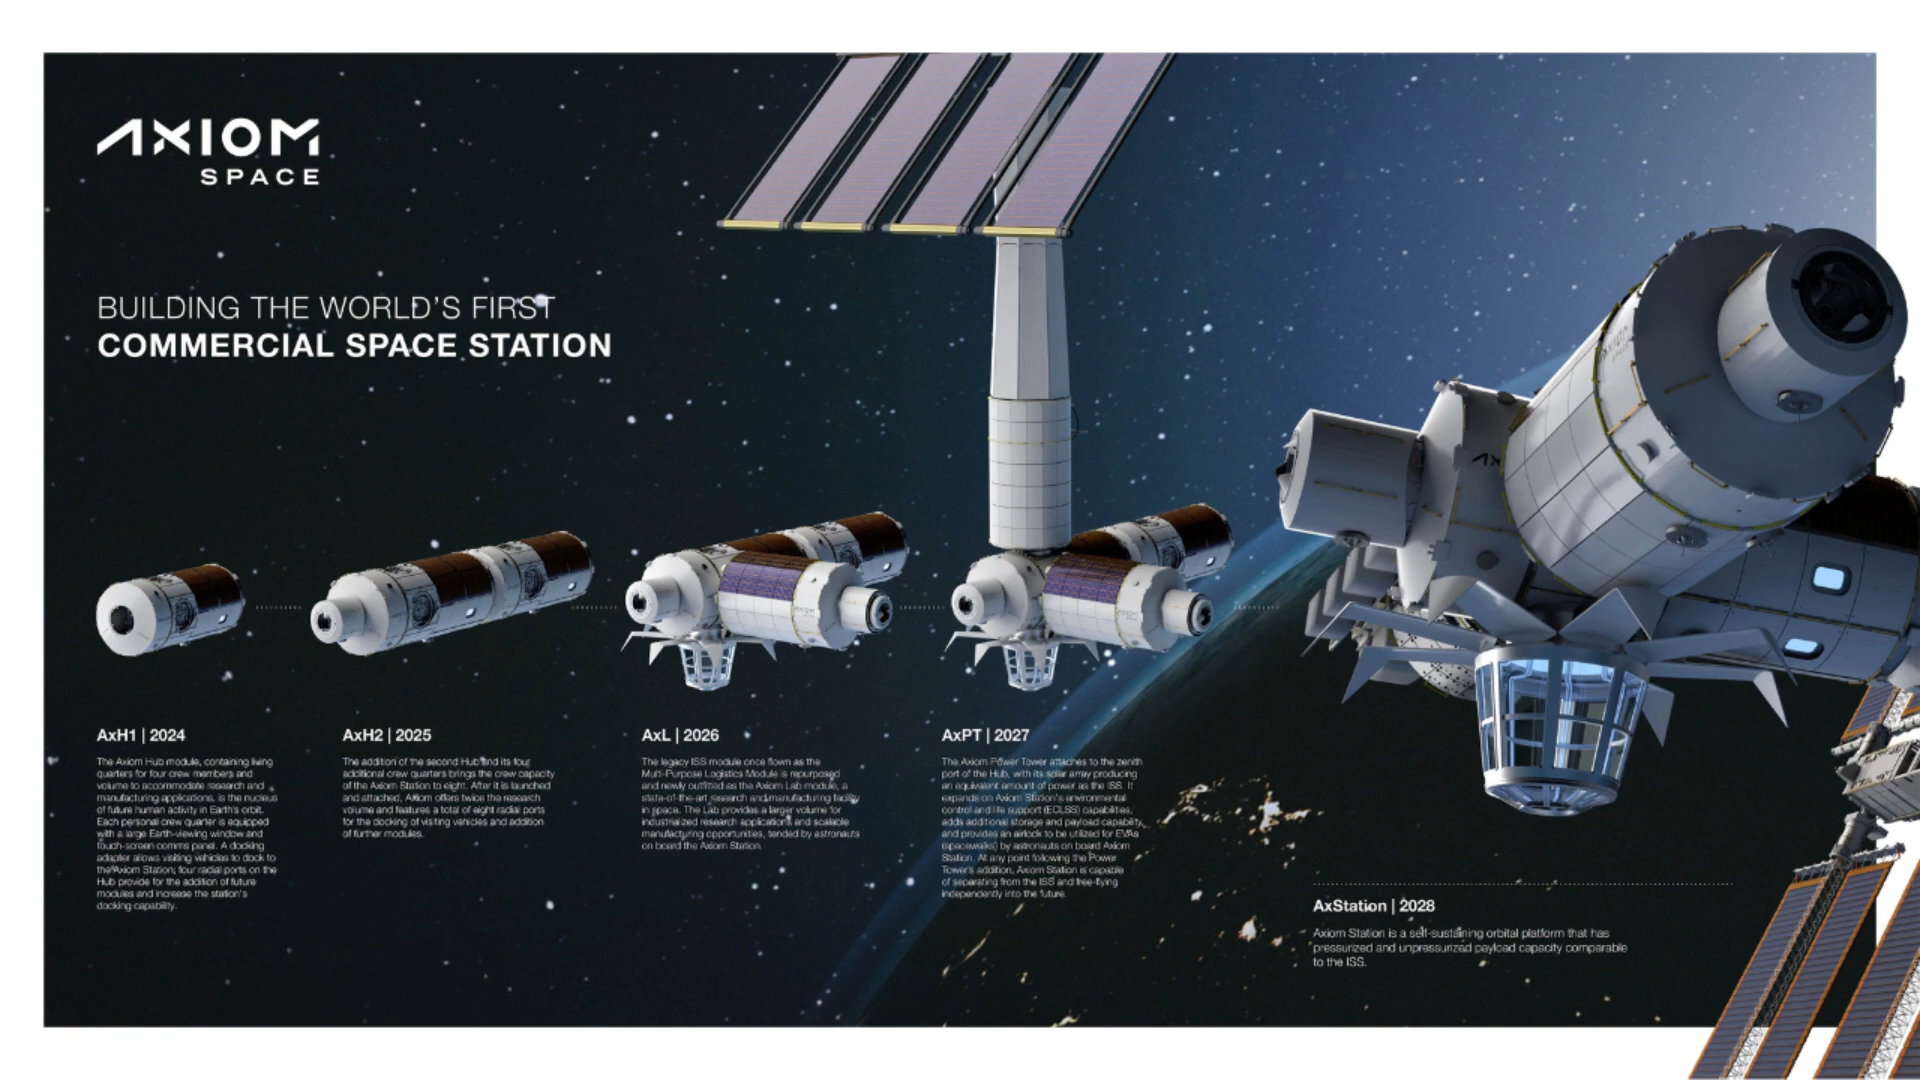 AXIOM
SPACE
BUILDING THE WORLD'S FIRST
COMMERCIAL SPACE STATION
AxH1 | 2024
The Axiom Hub module, containing living
quarters for four crew members and
volume to accommodate research and
manufacturing applications, is the nucleus
of future human activity in Earth's orbit.
Each personal crew quarter is equipped
with a large Earth-viewing window and
touch-screen comms panel. A docking
adapter allows visiting vehicles to dock to
the Axiom Station; four radial ports on the
Hub provide for the addition of future
modules and increase the station's
docking capability.
AxH2 | 2025
The addition of the second Hub and its four
additional crew quarters brings the crew capacity
of the Axiom Station to eight. After it is launched
and attached, Axiom offers twice the research
volume and features a total of eight radial ports
for the docking of visiting vehicles and addition
of further modules.
AxL | 2026
The legacy ISS module once flown as the
Multi-Purpose Logistics Module is repurposed
and newly outfitted as the Axiom Lab module, a
state-of-the-art research and manufacturing facility
in space. The Lab provides a larger volume for
industrialized research applications and scalable
manufacturing opportunities, tended by astronauts
on board the Axiom Station.
AxPT | 2027
The Axiom Power Tower attaches to the zenith
port of the Hub, with its solar array producing
an equivalent amount of power as the ISS. It
expands on Axiom Station's environmental
control and life support (ECLSS) capabilities,
adds additional storage and payload capability,
and provides an airlock to be utilized for EVAs
(spacewalks) by astronauts on board Axiom
Station. At any point following the Power
Tower's addition, Axiom Station is capable
of separating from the ISS and free-flying
independently into the future.
AxStation | 2028
Axiom Station is a self-sustaining orbital platform that has
pressurized and unpressurized payload capacity comparable
to the ISS.